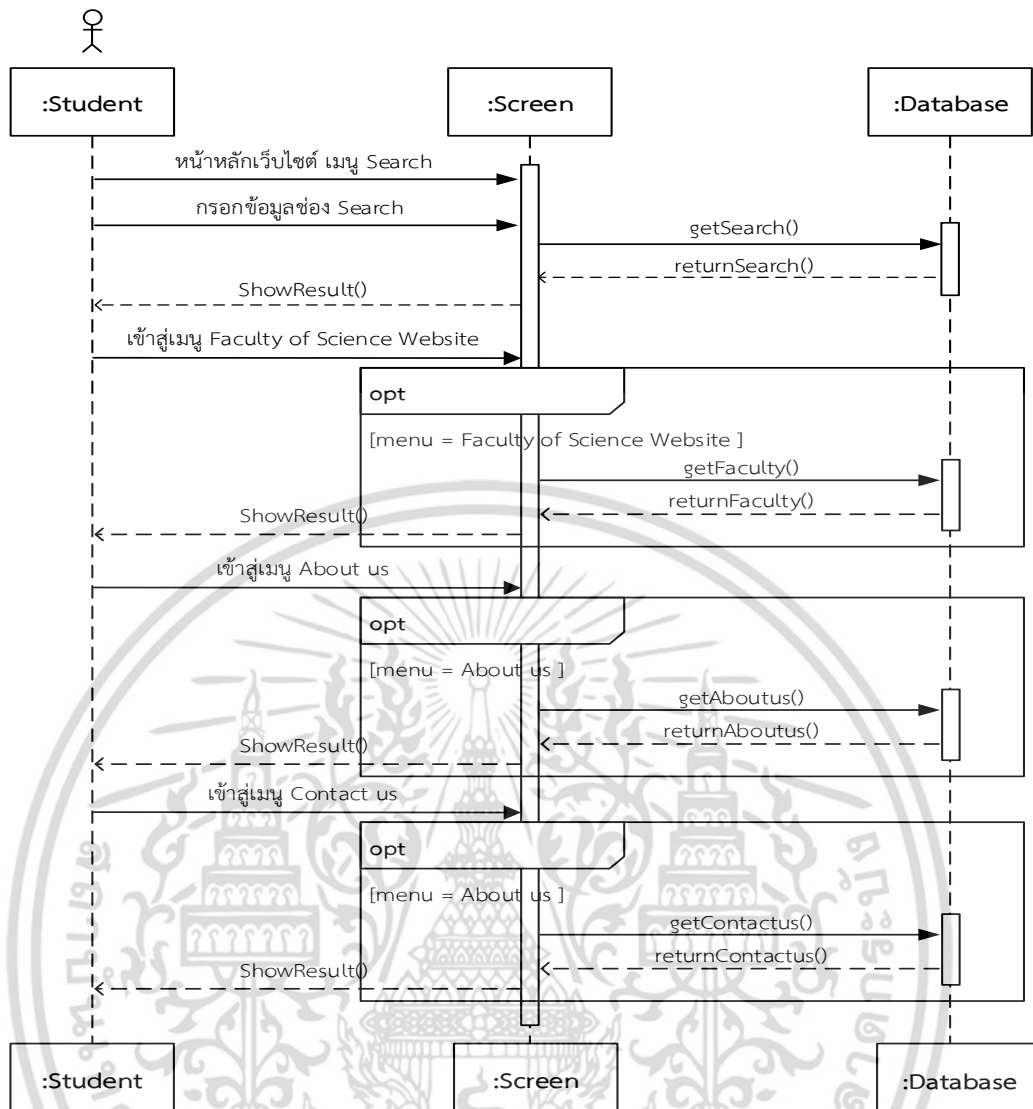 :Student
:Screen
:Database
หน้าหลักเว็บไซต์ เมนู Search
กรอกข้อมูลช่อง Search
getSearch()
returnSearch()
ShowResult()
เข้าสู่เมนู Faculty of Science Website
opt
[menu = Faculty of Science Website ]
getFaculty()
returnFaculty()
ShowResult()
เข้าสู่เมนู About us
opt
[menu = About us ]
getAboutus()
returnAboutus()
ShowResult()
เข้าสู่เมนู Contact us
opt
[menu = About us ]
getContactus()
returnContactus()
ShowResult()
:Student
:Screen
:Database